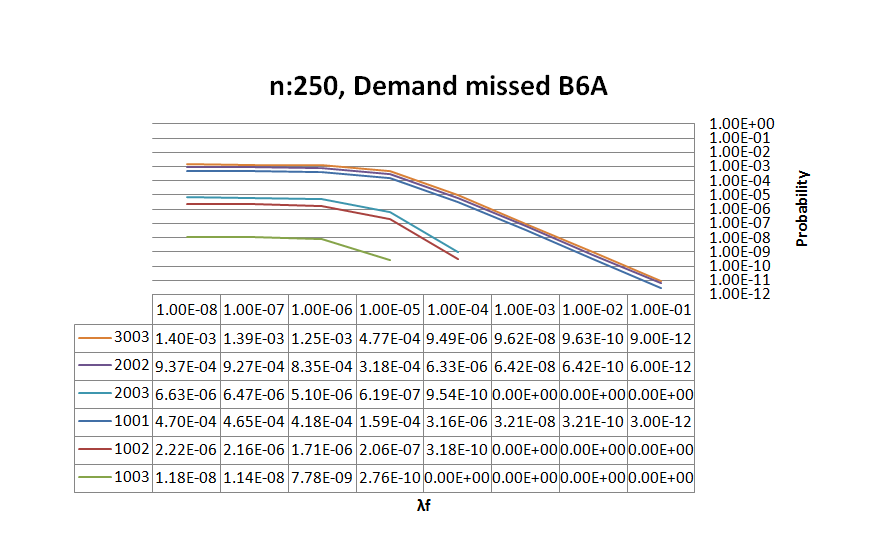 n:250, Demand missed B6A
1.00E+00
1.00E-01
1.00E-02
1.00E-03
1.00E-04
1.00E-05
1.00E-06
1.00E-07
1.00E-08
1.00E-09
1.00E-10
1.00E-11
1.00E-12
Probability
1.00E-08 1.00E-07 1.00E-06 1.00E-05 1.00E-04 1.00E-03 1.00E-02 1.00E-01
3003 1.40E-03 1.39E-03 1.25E-03 4.77E-04 9.49E-06 9.62E-08 9.63E-10 9.00E-12
2002 9.37E-04 9.27E-04 8.35E-04 3.18E-04 6.33E-06 6.42E-08 6.42E-10 6.00E-12
2003 6.63E-06 6.47E-06 5.10E-06 6.19E-07 9.54E-10 0.00E+00 0.00E+00 0.00E+00
1001 4.70E-04 4.65E-04 4.18E-04 1.59E-04 3.16E-06 3.21E-08 3.21E-10 3.00E-12
1002 2.22E-06 2.16E-06 1.71E-06 2.06E-07 3.18E-10 0.00E+00 0.00E+00 0.00E+00
1003 1.18E-08 1.14E-08 7.78E-09 2.76E-10 0.00E+00 0.00E+00 0.00E+00 0.00E+00
λf